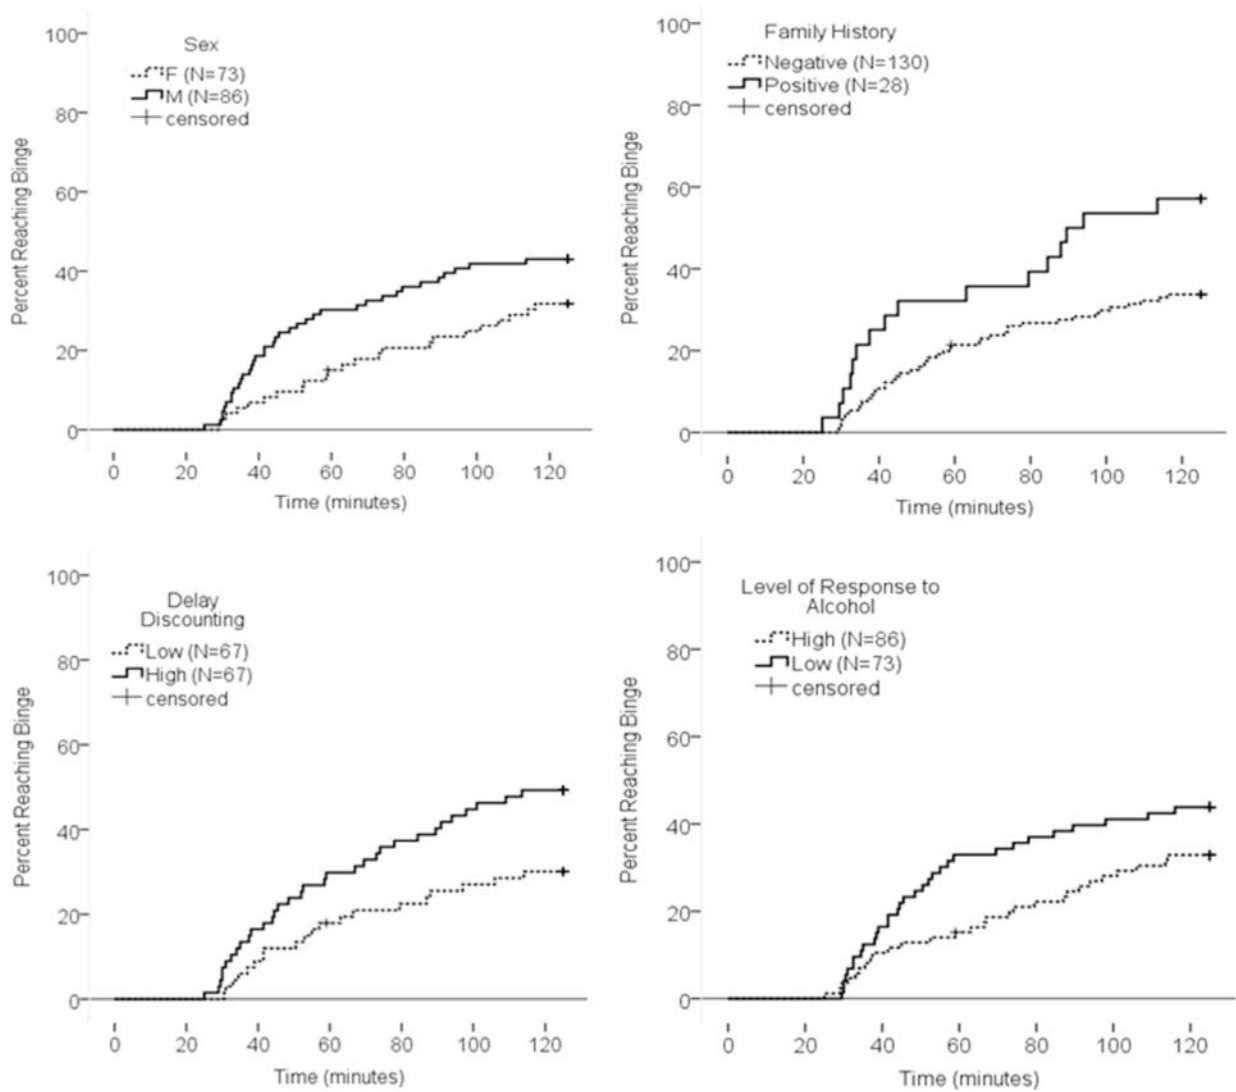 Sex
F (N=73)
M (N=86)
censored
100
80
60
40
20
0
Percent Reaching Binge
0 20 40 60 80 100 120
Time (minutes)
Family History
Negative (N=130)
Positive (N=28)
censored
100
80
60
40
20
0
Percent Reaching Binge
0 20 40 60 80 100 120
Time (minutes)
Delay
Discounting
Low (N=67)
High (N=67)
censored
100
80
60
40
20
0
Percent Reaching Binge
0 20 40 60 80 100 120
Time (minutes)
Level of Response to
Alcohol
High (N=86)
Low (N=73)
censored
100
80
60
40
20
0
Percent Reaching Binge
0 20 40 60 80 100 120
Time (minutes)